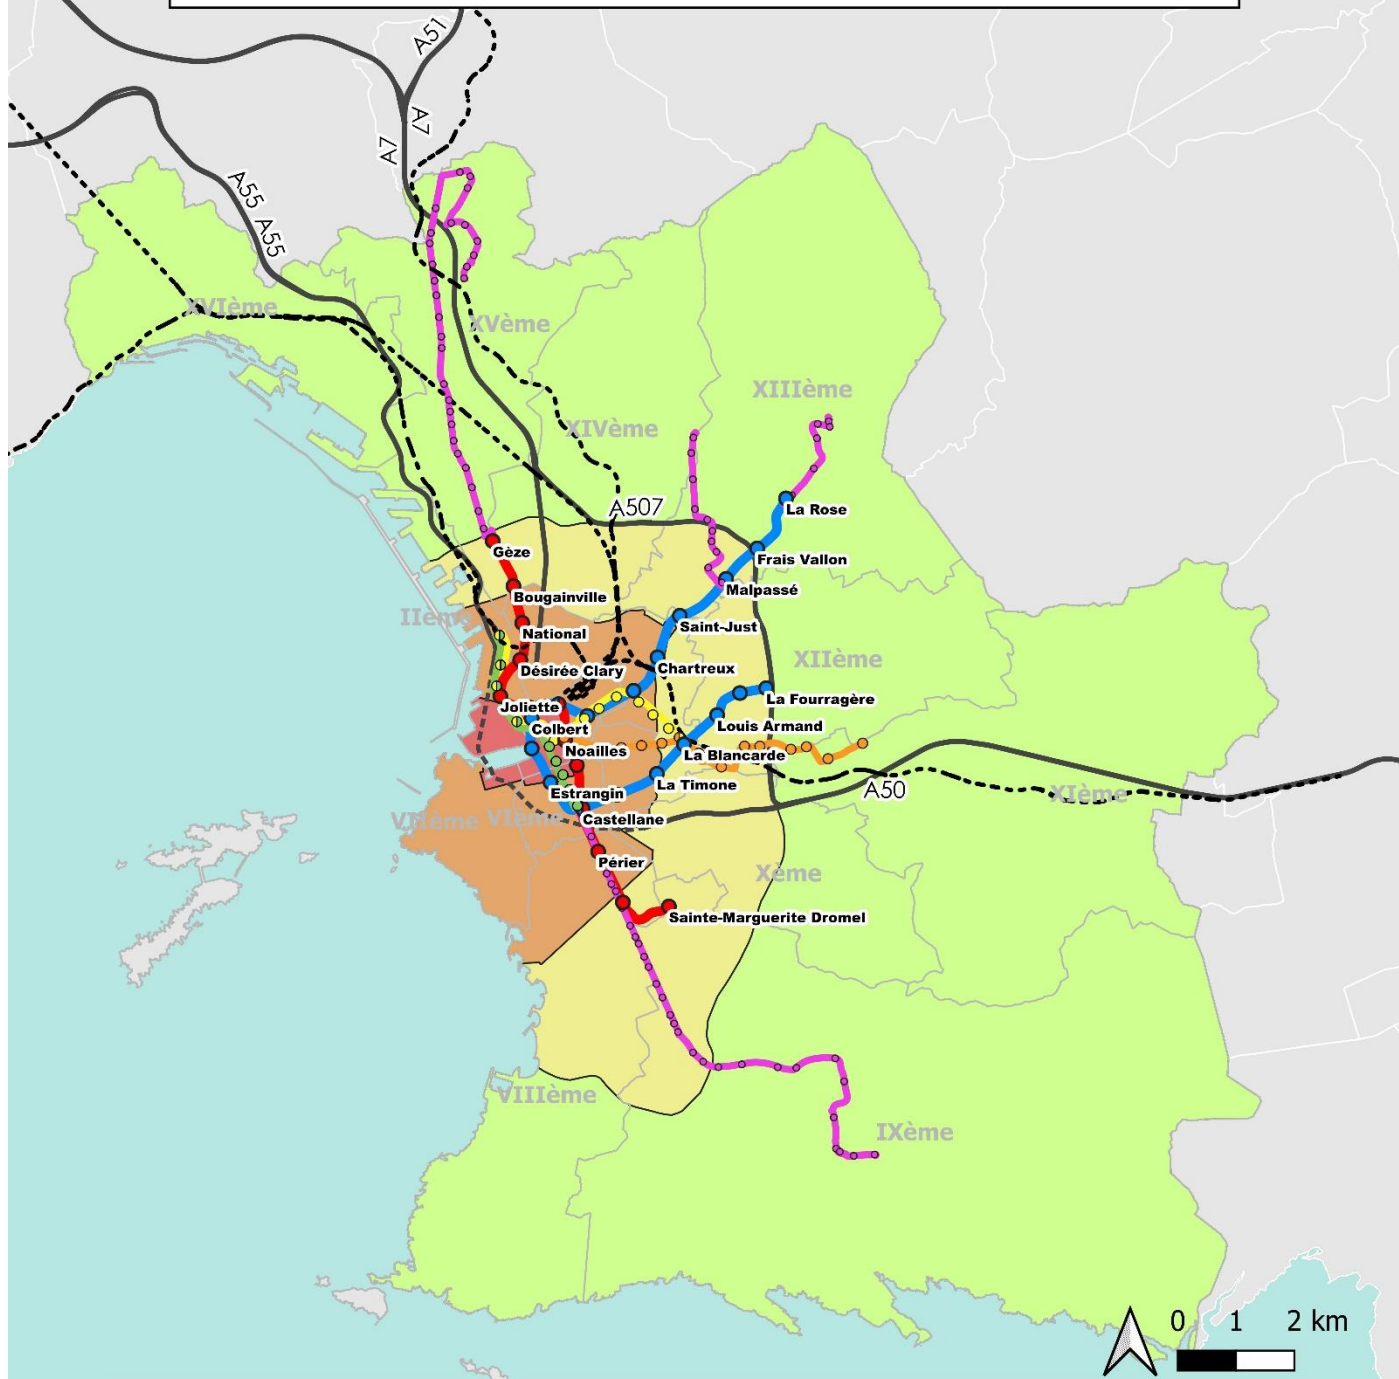 A51
A7
A7
A55
A55
XVIème
XVème
XIIIème
XIVème
A507
La Rose
Gèze
Frais Vallon
Malpassé
Bougainville
IIème
National
Saint-Just
Désirée Clary
Chartreux
XIIème
Joliette
La Fourragère
Colbert
Louis Armand
Noailles
La Blancarde
La Timone
Estrangin
A50
XIème
VIIème
VIème
Castellane
Périer
Xème
Sainte-Marguerite Dromel
VIIIème
IXème
0 1 2 km